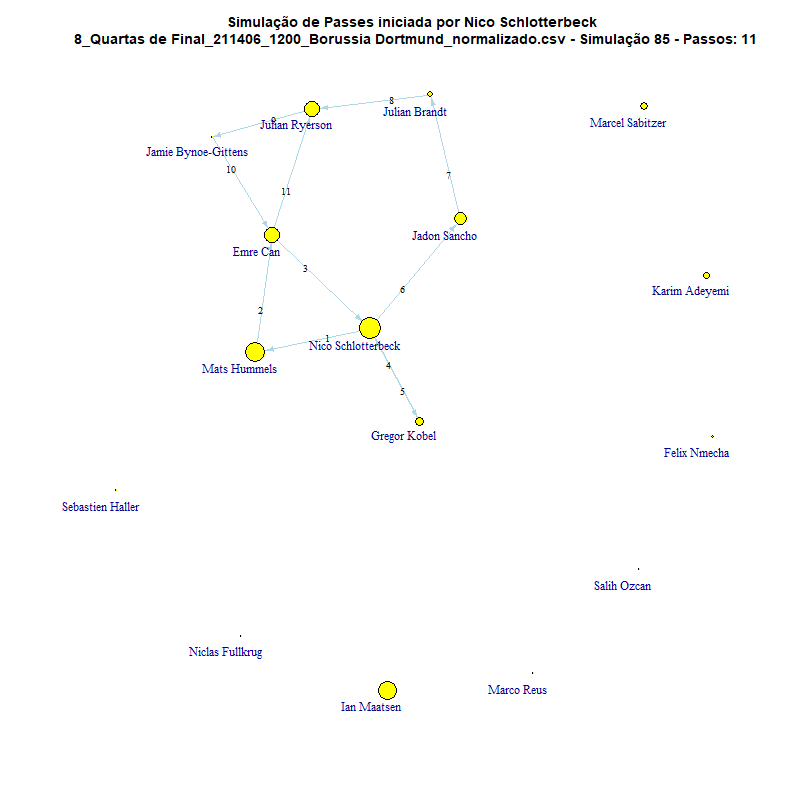 Simulação de Passes iniciada por Nico Schlotterbeck
8_Quartas de Final_211406_1200_Borussia Dortmund_normalizado.csv - Simulação 85 - Passos: 11
8
Julian Brandt
Marcel Sabitzer
9
Julian Ryerson
Jamie Bynoe-Gittens
10
7
11
Jadon Sancho
Emre Can
3
6
Karim Adeyemi
2
1
Nico Schlotterbeck
Mats Hummels
4
5
Gregor Kobel
Felix Nmecha
Sebastien Haller
Salih Ozcan
Niclas Fullkrug
Marco Reus
Ian Maatsen